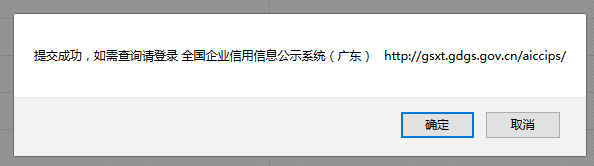 提交成功，如需查询请登录 全国企业信用信息公示系统（广东） http://gsxt.gdgs.gov.cn/aiccips/
确定 取消